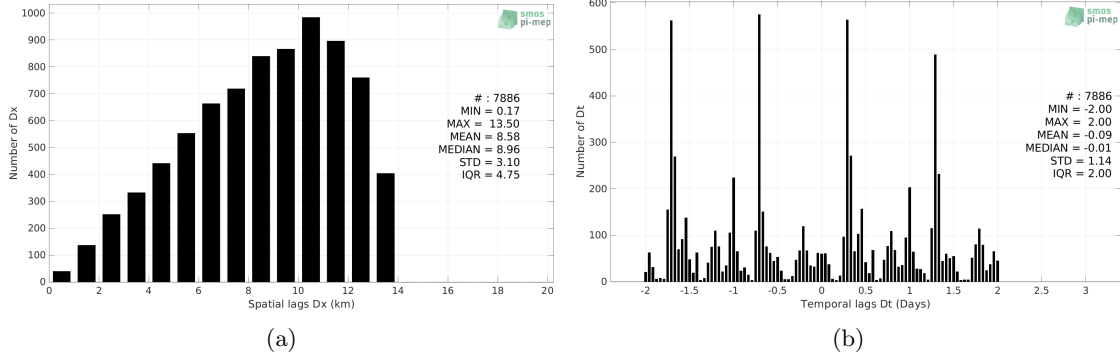 1000
900
800
700
600
500
400
300
200
100
0
Number of Dx
0 2 4 6 8 10 12 14 16 18 20
Spatial lags Dx (km)
smos
pi-mep
# : 7886
MIN = 0.17
MAX = 13.50
MEAN = 8.58
MEDIAN = 8.96
STD = 3.10
IQR = 4.75
(a)
600
500
400
300
200
100
0
Number of Dt
-2 -1.5 -1 -0.5 0 0.5 1 1.5 2 2.5 3
Temporal lags Dt (Days)
smos
pi-mep
# : 7886
MIN = -2.00
MAX = 2.00
MEAN = -0.09
MEDIAN = -0.01
STD = 1.14
IQR = 2.00
(b)